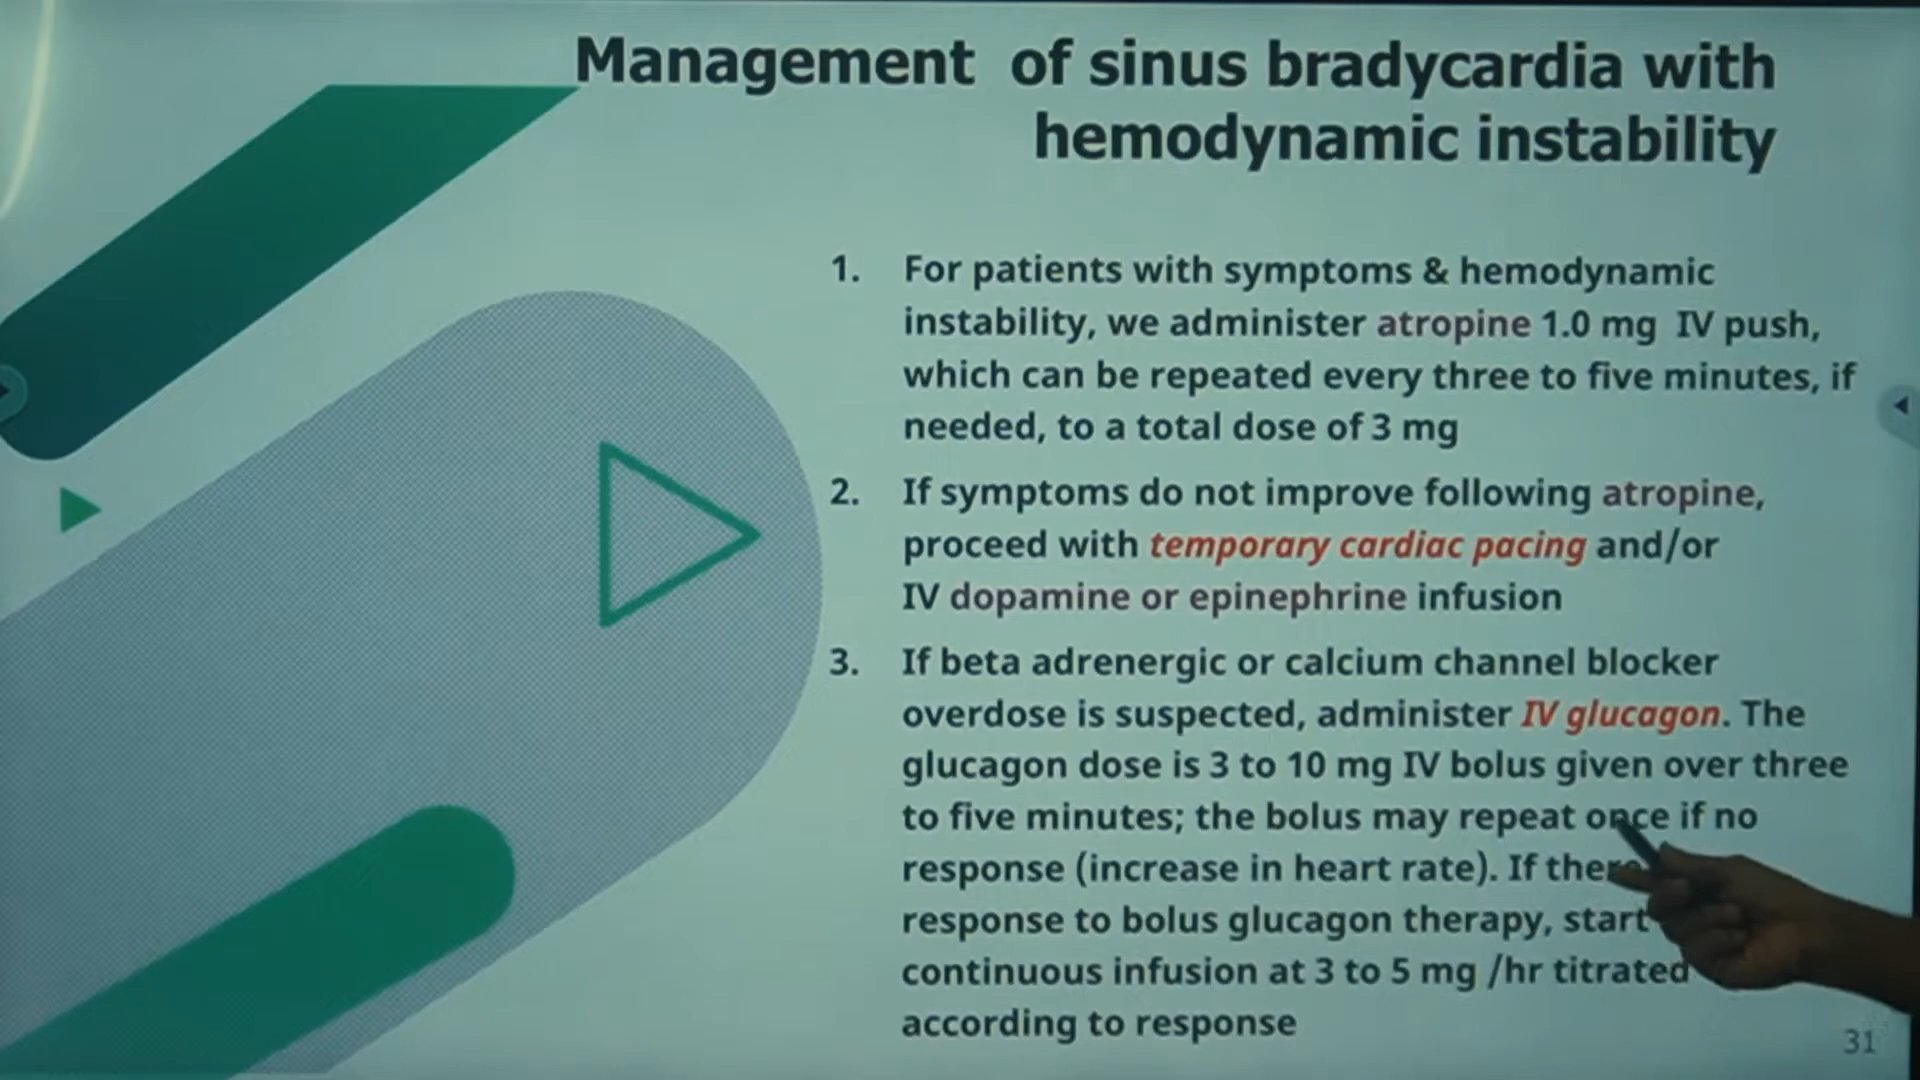 Management of sinus bradycardia with
hemodynamic instability
1. For patients with symptoms & hemodynamic
instability, we administer atropine 1.0 mg IV push,
which can be repeated every three to five minutes, if
needed, to a total dose of 3 mg
2. If symptoms do not improve following atropine,
proceed with temporary cardiac pacing and/or
IV dopamine or epinephrine infusion
3. If beta adrenergic or calcium channel blocker
overdose is suspected, administer IV glucagon. The
glucagon dose is 3 to 10 mg IV bolus given over three
to five minutes; the bolus may repeat once if no
response (increase in heart rate). If
response to bolus glucagon therapy, start
continuous infusion at 3 to 5 mg /hr titrated
according to response
31